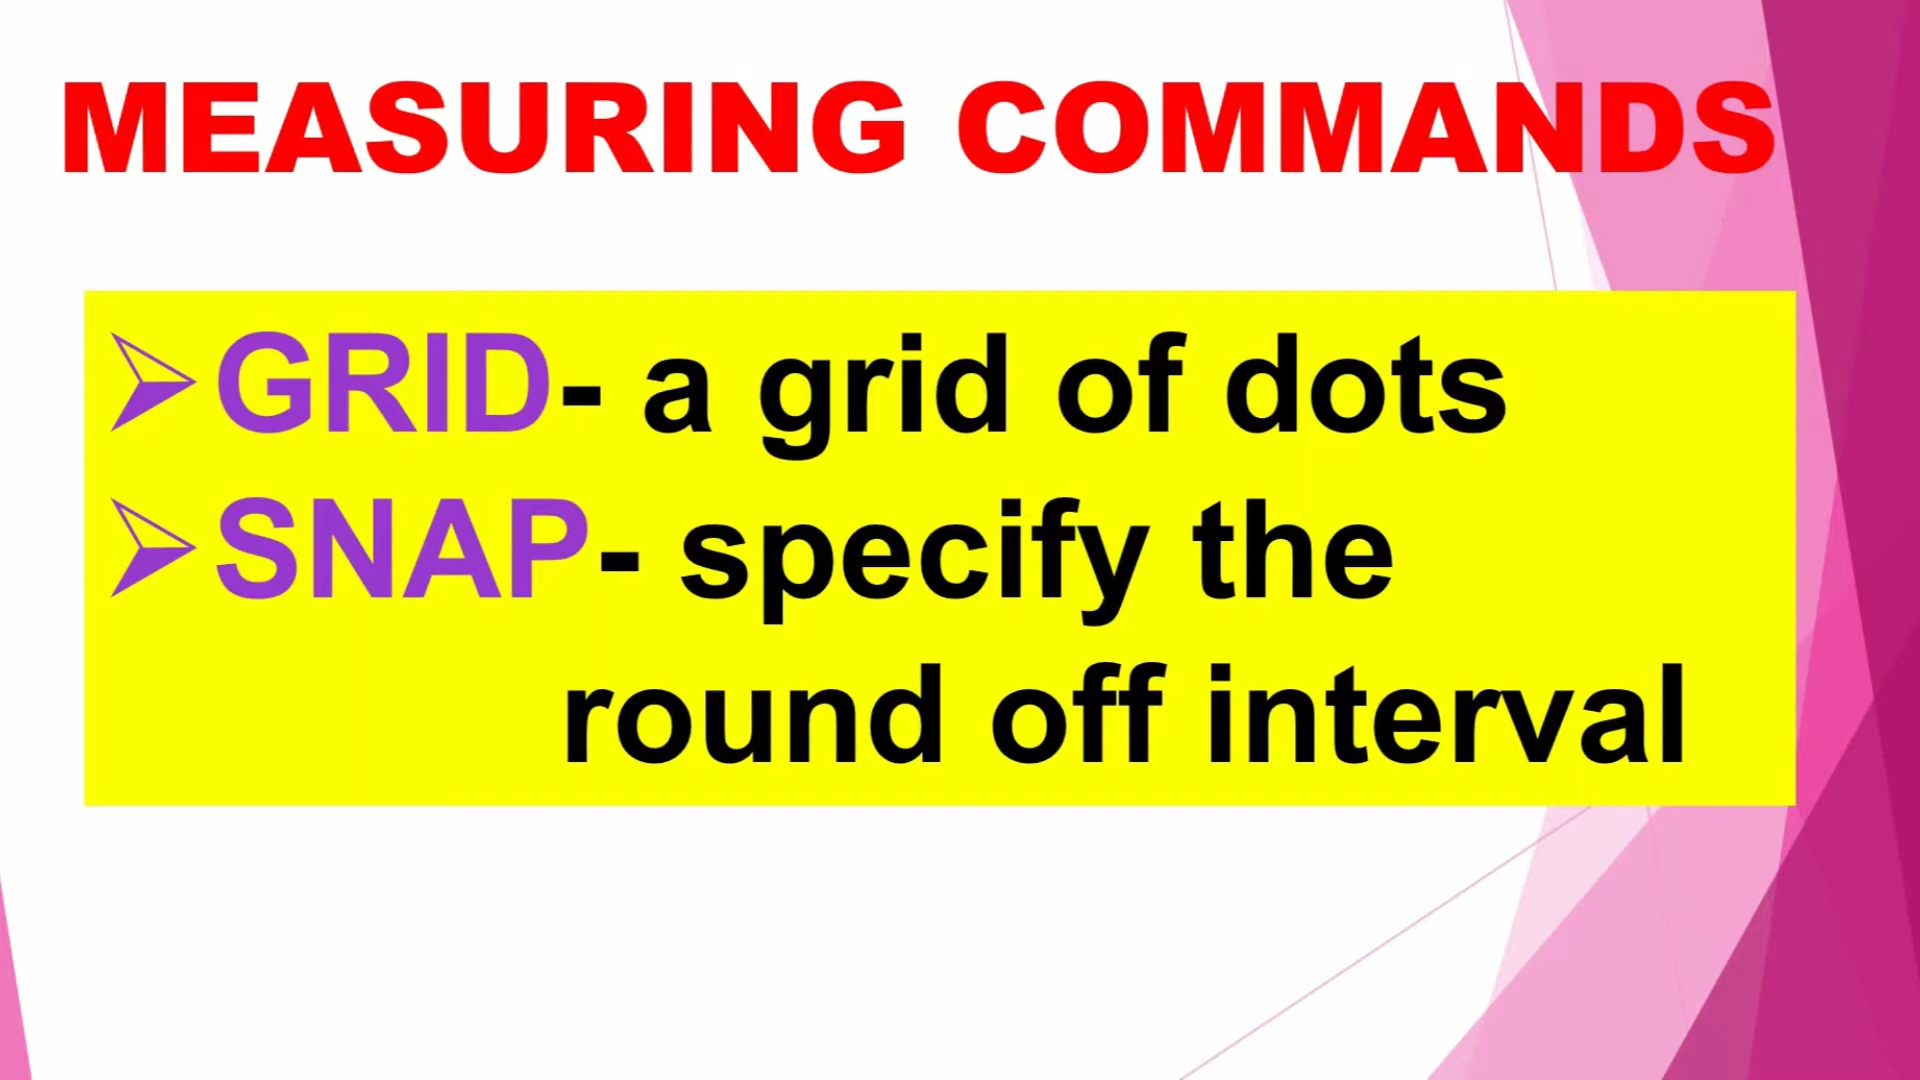 MEASURING COMMANDS
➢GRID- a grid of dots
➢SNAP- specify the
round off interval